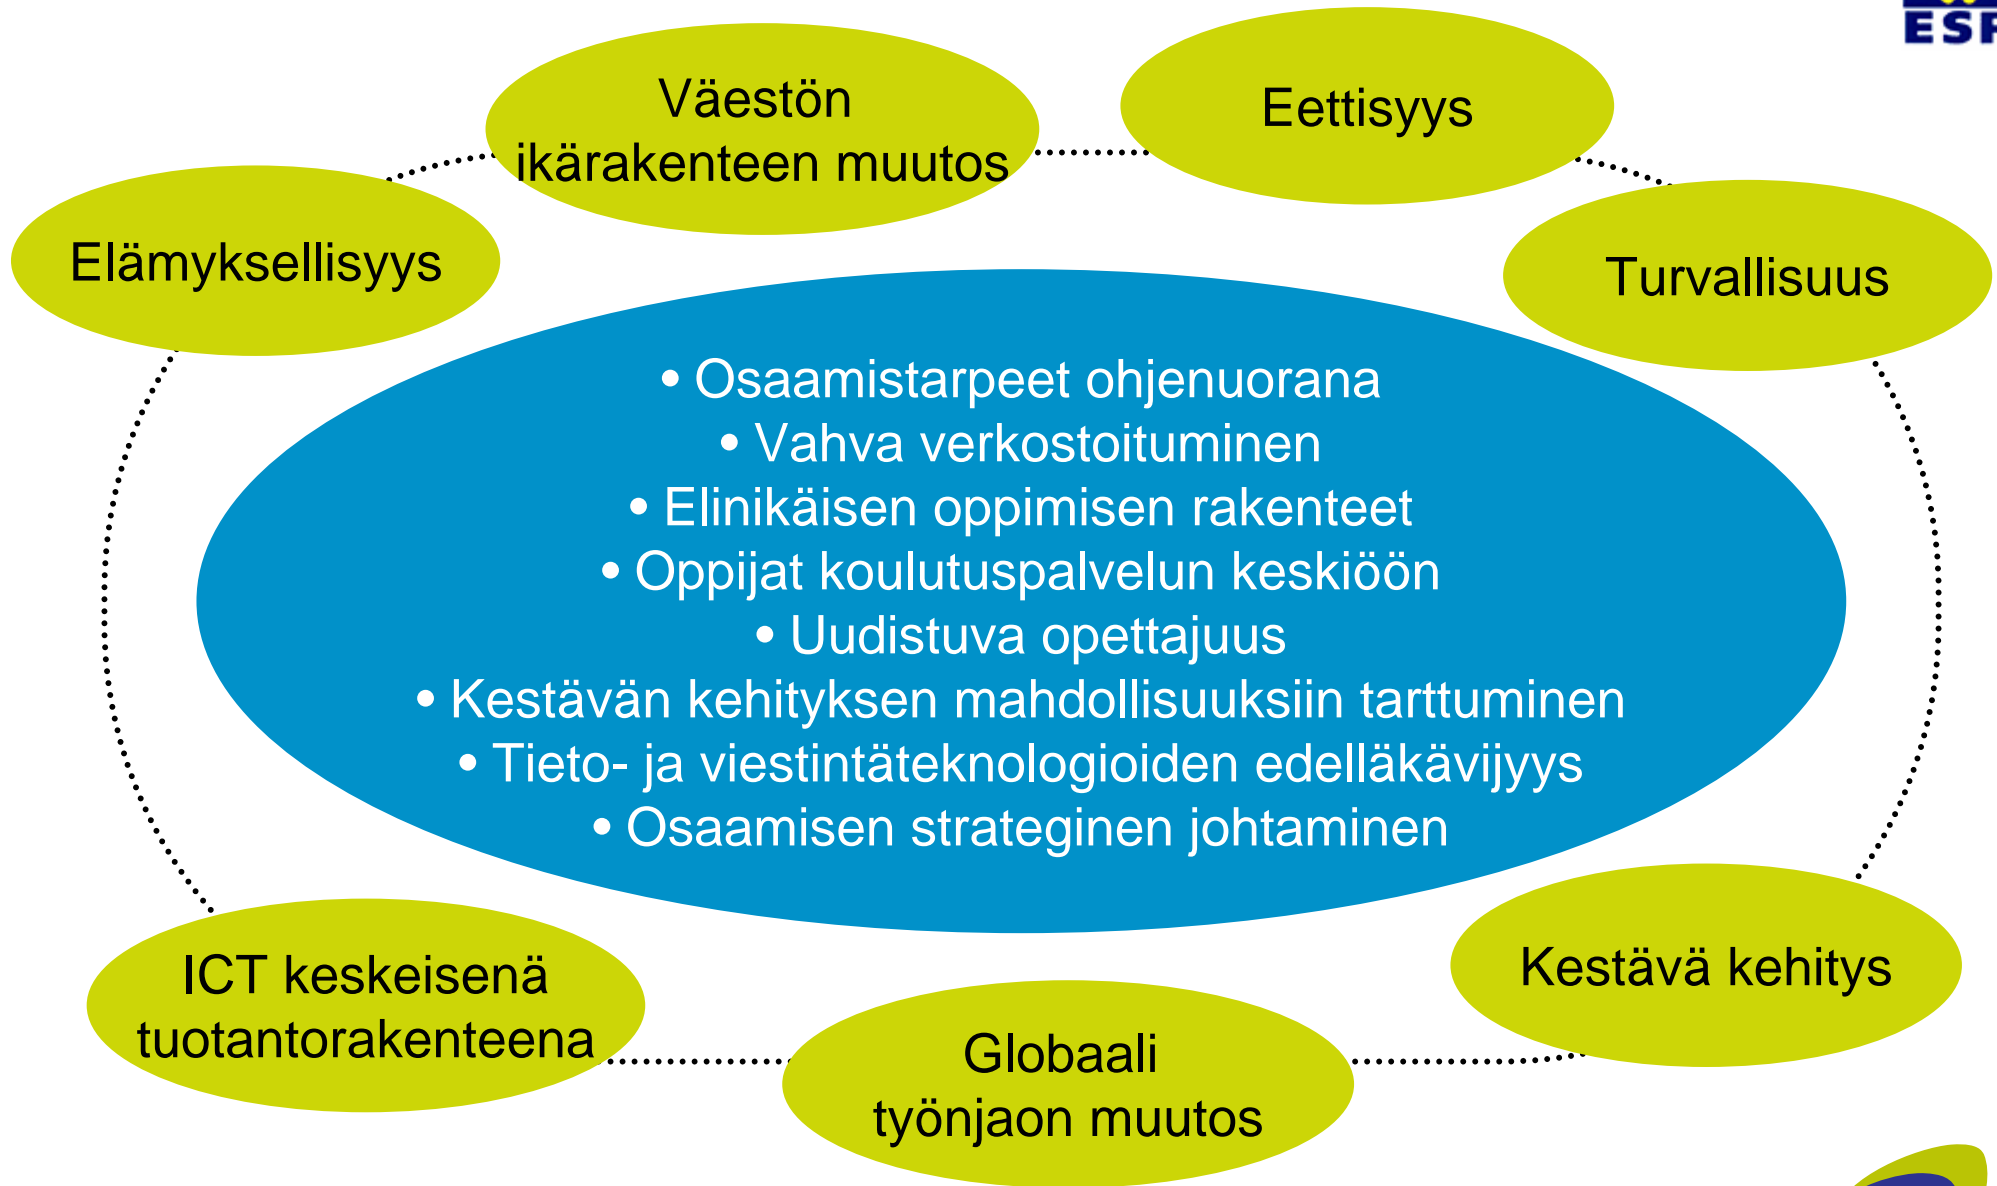 ESF
Väestön
ikärakenteen muutos
Eettisyys
Elämyksellisyys
Turvallisuus
• Osaamistarpeet ohjenuorana
• Vahva verkostoituminen
• Elinikäisen oppimisen rakenteet
• Oppijat koulutuspalvelun keskiöön
• Uudistuva opettajuus
• Kestävän kehityksen mahdollisuuksiin tarttuminen
• Tieto- ja viestintäteknologioiden edelläkävijyys
• Osaamisen strateginen johtaminen
ICT keskeisenä
tuotantorakenteena
Globaali
työnjaon muutos
Kestävä kehitys